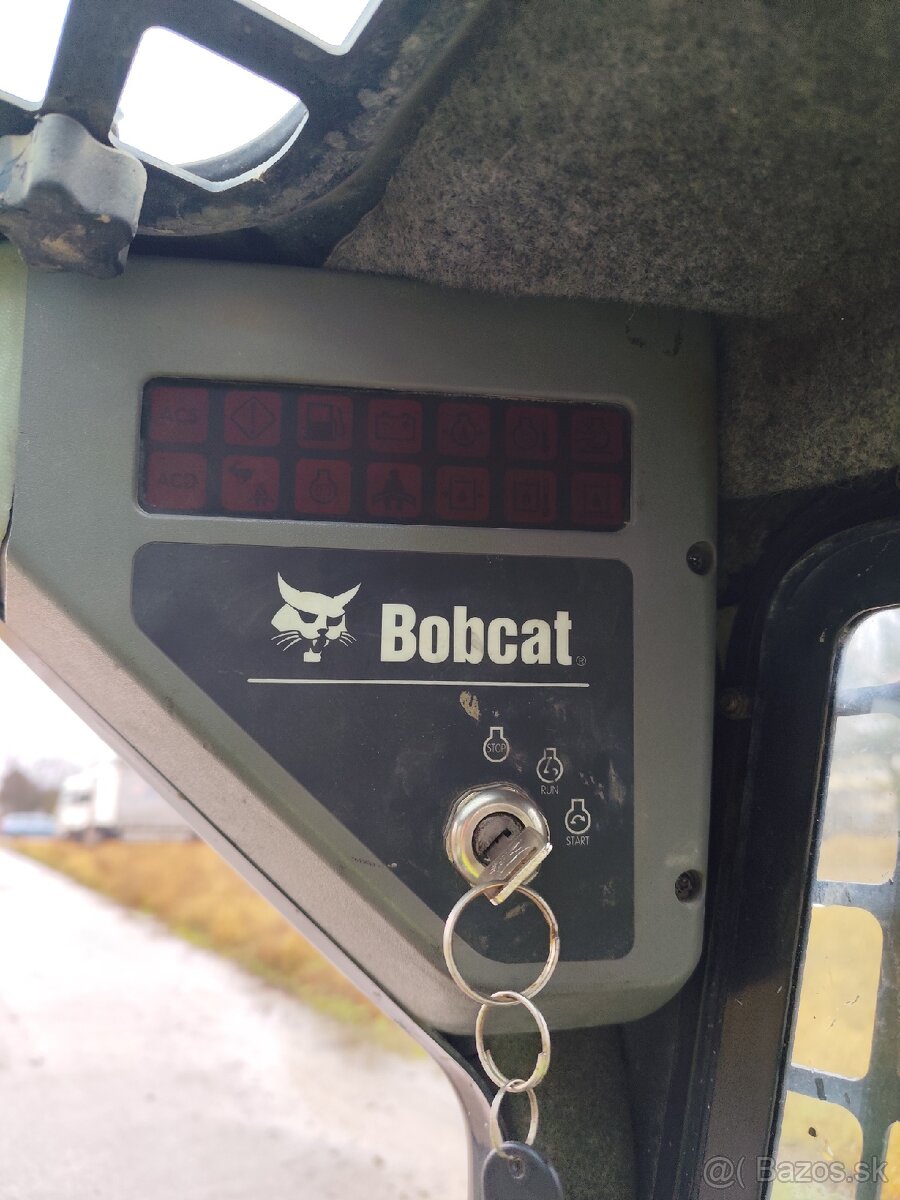 ACS
ACD
Bobcat®
STOP
RUN
START
@( Bazos.sk